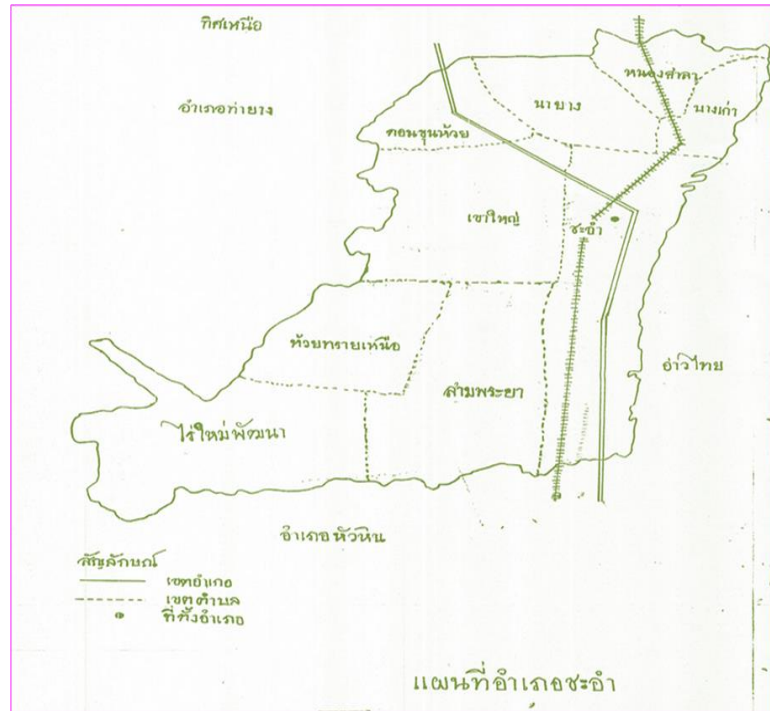 ทิศเหนือ
อำเภอท่ายาง
หนองศาลา
นายาง
บางเก่า
ดอนขุนห้วย
เขาใหญ่
ชะอำ
ห้วยทรายเหนือ
สามพระยา
อ่าวไทย
ไร่ใหม่พัฒนา
อำเภอหัวหิน
สัญลักษณ์
เขตอำเภอ
เขตตำบล
ที่ตั้งอำเภอ
แผนที่อำเภอชะอำ